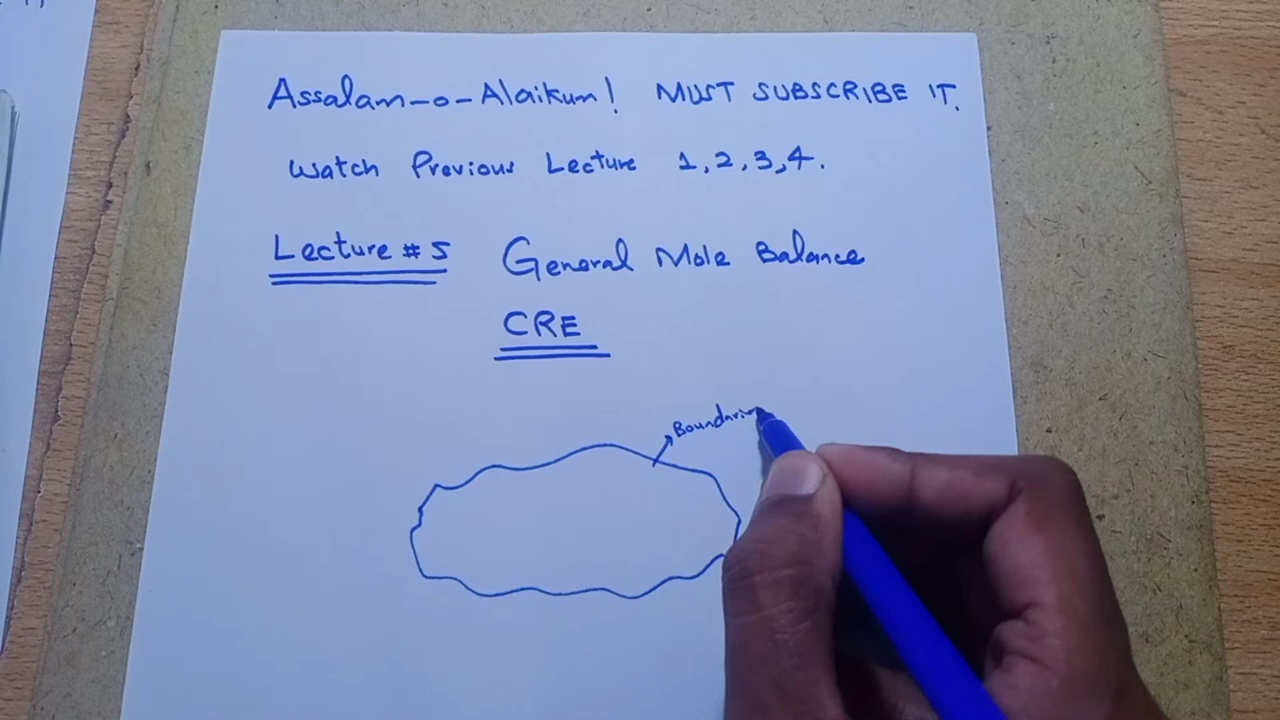 Assalam-o-Alaikum! MUST SUBSCRIBE IT.
Watch Previous Lecture 1,2,3,4.
Lecture # 5 General Mole Balance
CRE